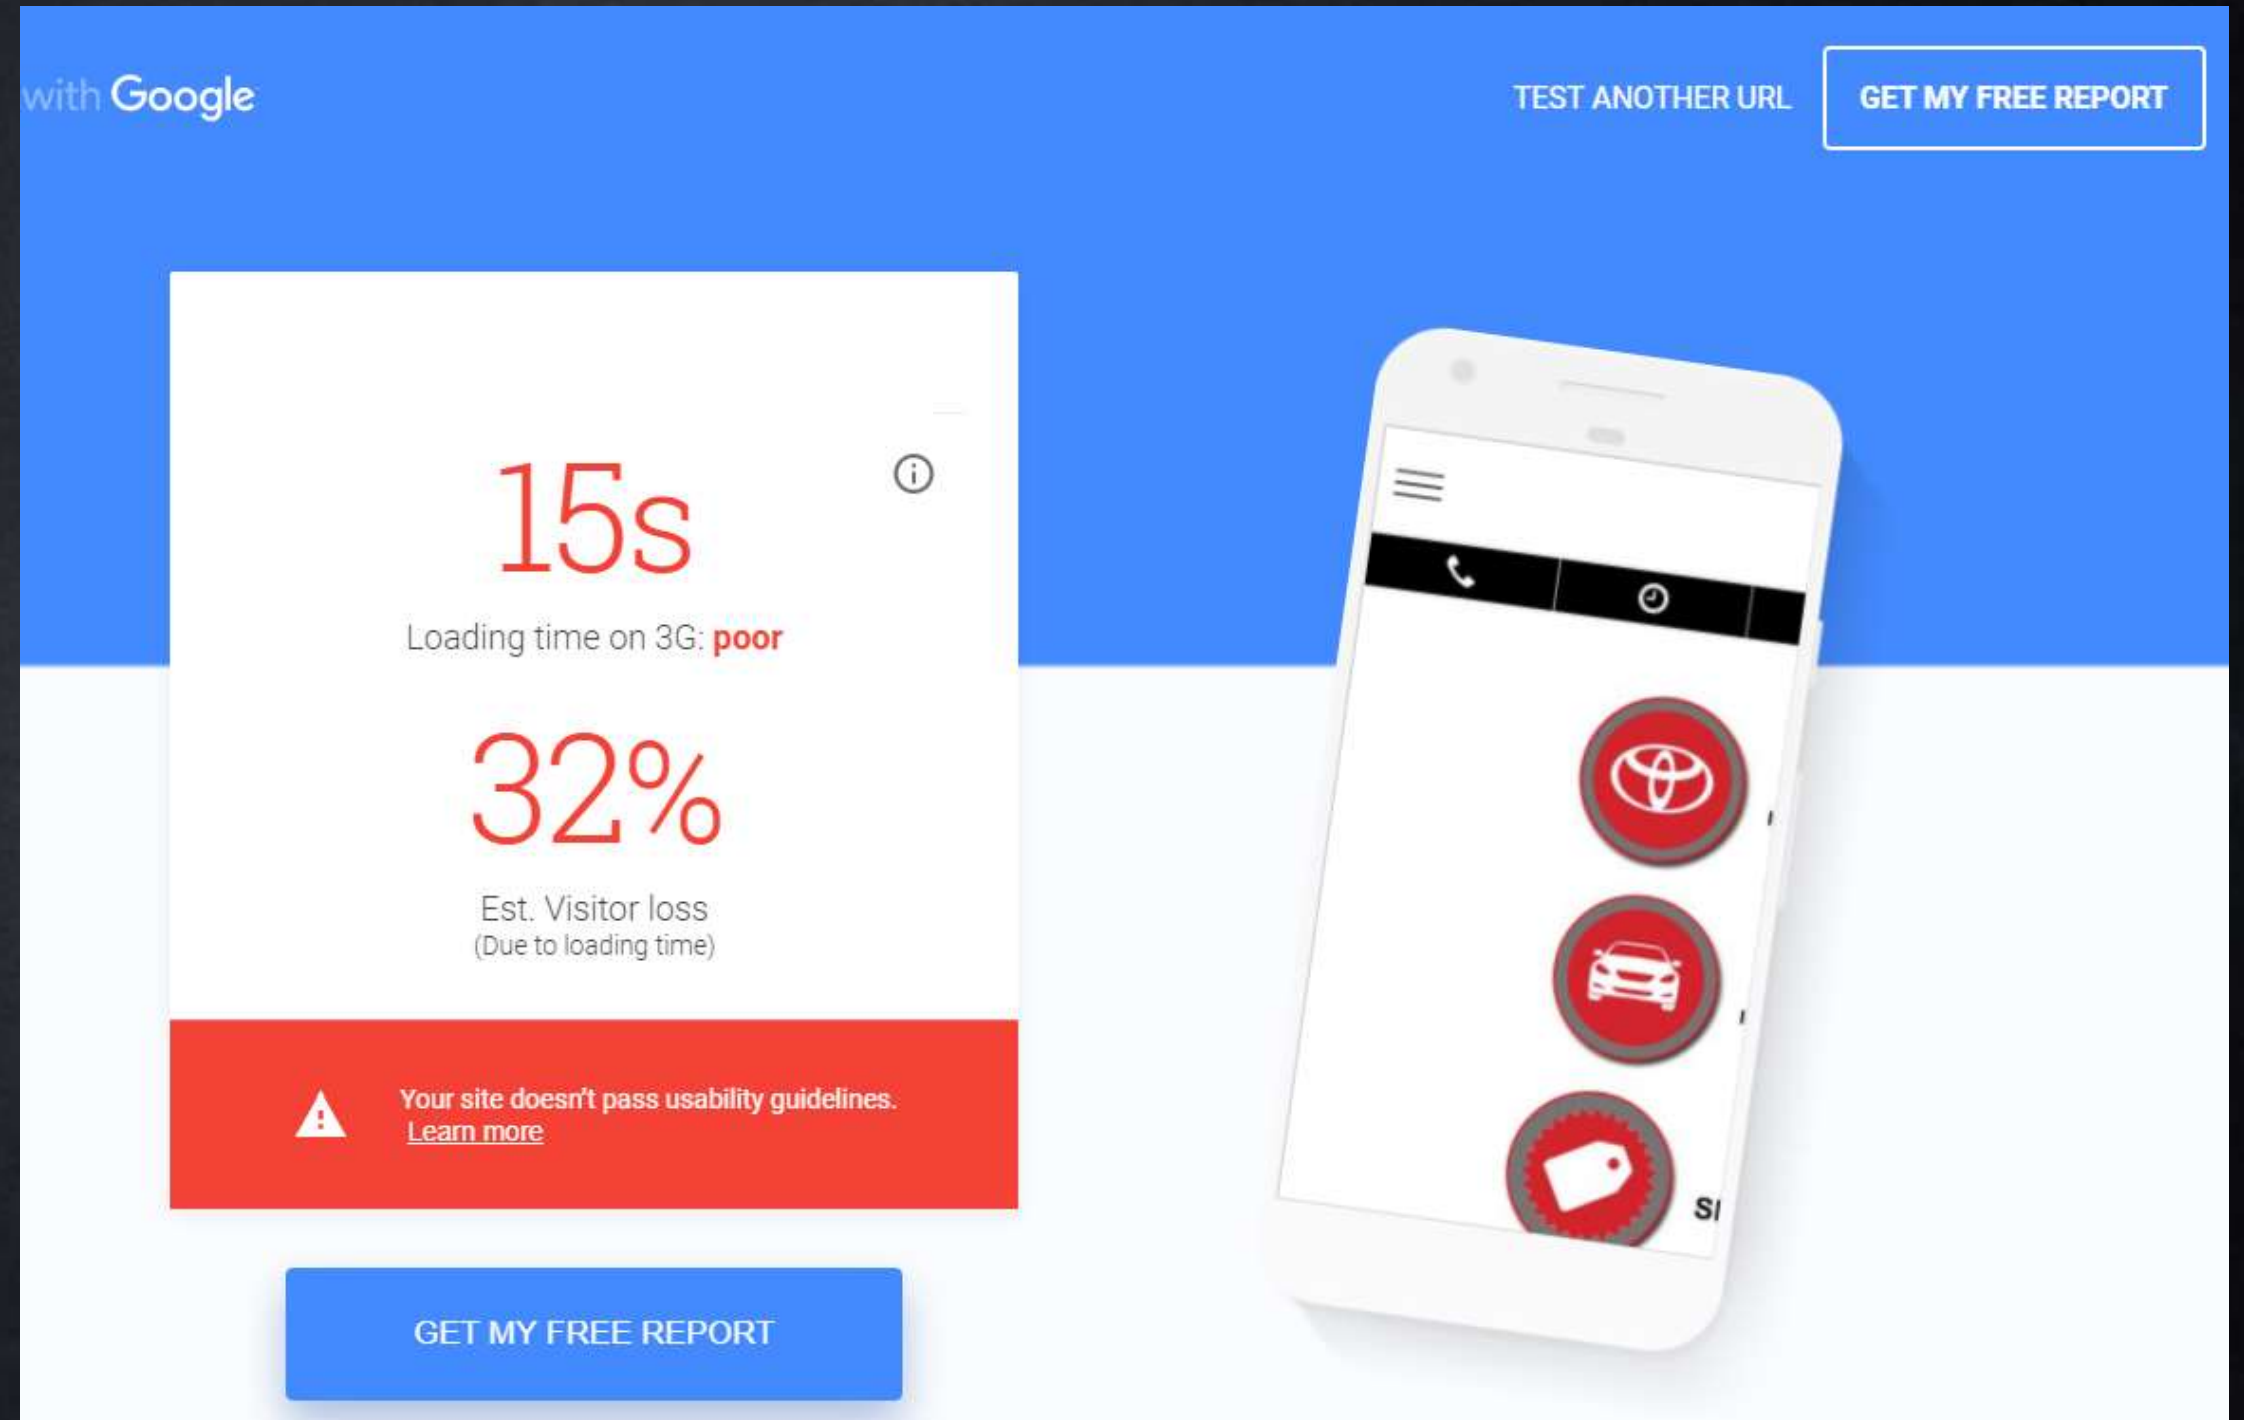 with Google
TEST ANOTHER URL
GET MY FREE REPORT
15s
Loading time on 3G: poor
32%
Est. Visitor loss
(Due to loading time)
Your site doesn't pass usability guidelines.
Learn more
GET MY FREE REPORT